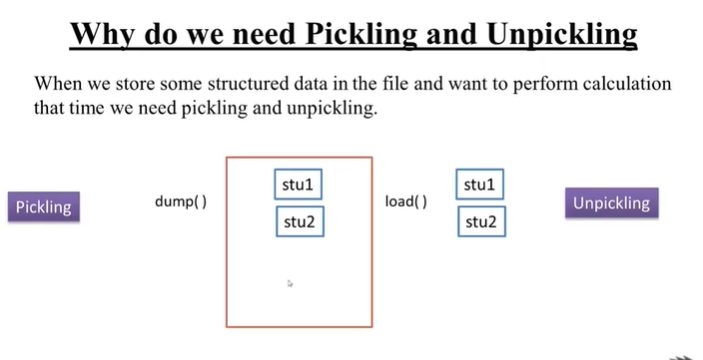 Why do we need Pickling and Unpickling
When we store some structured data in the file and want to perform calculation
that time we need pickling and unpickling.
Pickling
dump( )
stu1
stu2
load( )
stu1
stu2
Unpickling